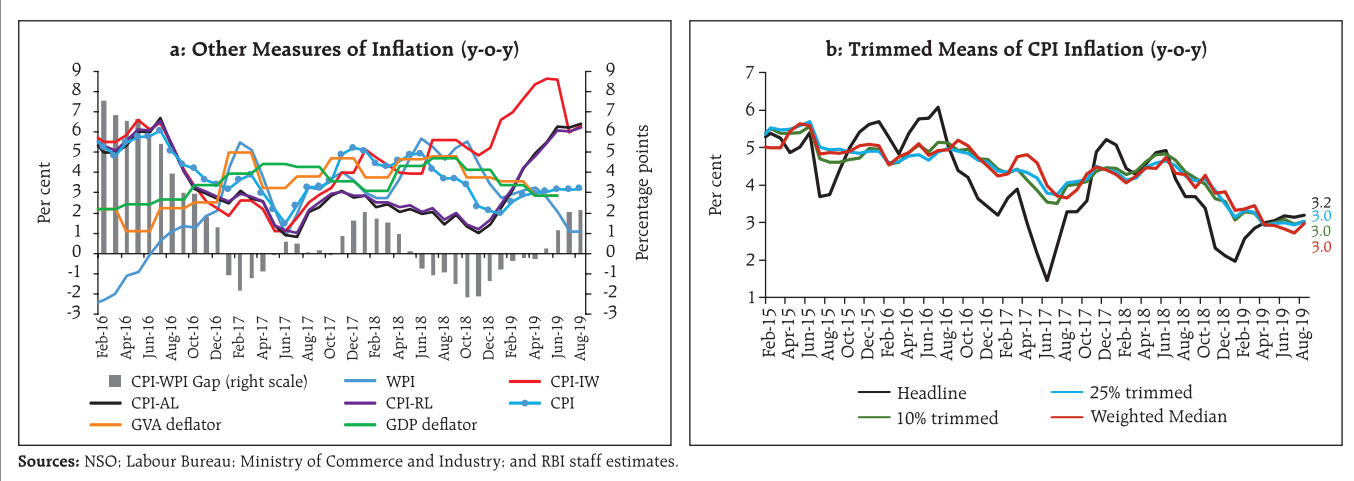 a: Other Measures of Inflation (y-o-y)
Per cent
9
8
7
6
5
4
3
2
1
0
-1
-2
-3
9
8
7
6
5
4
3
2
1
0
-1
-2
-3
Percentage points
Feb-16
Apr-16
Jun-16
Aug-16
Oct-16
Dec-16
Feb-17
Apr-17
Jun-17
Aug-17
Oct-17
Dec-17
Feb-18
Apr-18
Jun-18
Aug-18
Oct-18
Dec-18
Feb-19
Apr-19
Jun-19
Aug-19
CPI-WPI Gap (right scale) WPI CPI-IW
CPI-AL CPI-RL CPI
GVA deflator GDP deflator
b: Trimmed Means of CPI Inflation (y-o-y)
Per cent
7
6
5
4
3
2
1
3.2
3.0
3.0
3.0
Feb-15
Apr-15
Jun-15
Aug-15
Oct-15
Dec-15
Feb-16
Apr-16
Jun-16
Aug-16
Oct-16
Dec-16
Feb-17
Apr-17
Jun-17
Aug-17
Oct-17
Dec-17
Feb-18
Apr-18
Jun-18
Aug-18
Oct-18
Dec-18
Feb-19
Apr-19
Jun-19
Aug-19
Headline 25% trimmed
10% trimmed Weighted Median
Sources: NSO; Labour Bureau; Ministry of Commerce and Industry; and RBI staff estimates.